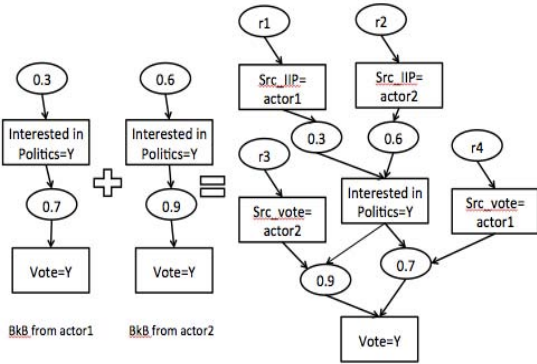 0.3
Interested in
Politics=Y
0.7
Vote=Y
BkB from actor1
0.6
Interested in
Politics=Y
0.9
Vote=Y
BkB from actor2
r1
r2
Src_IIP=
actor1
Src_IIP=
actor2
0.3
0.6
r3
r4
Src_vote=
actor2
Interested in
Politics=Y
Src_vote=
actor1
0.9
0.7
Vote=Y